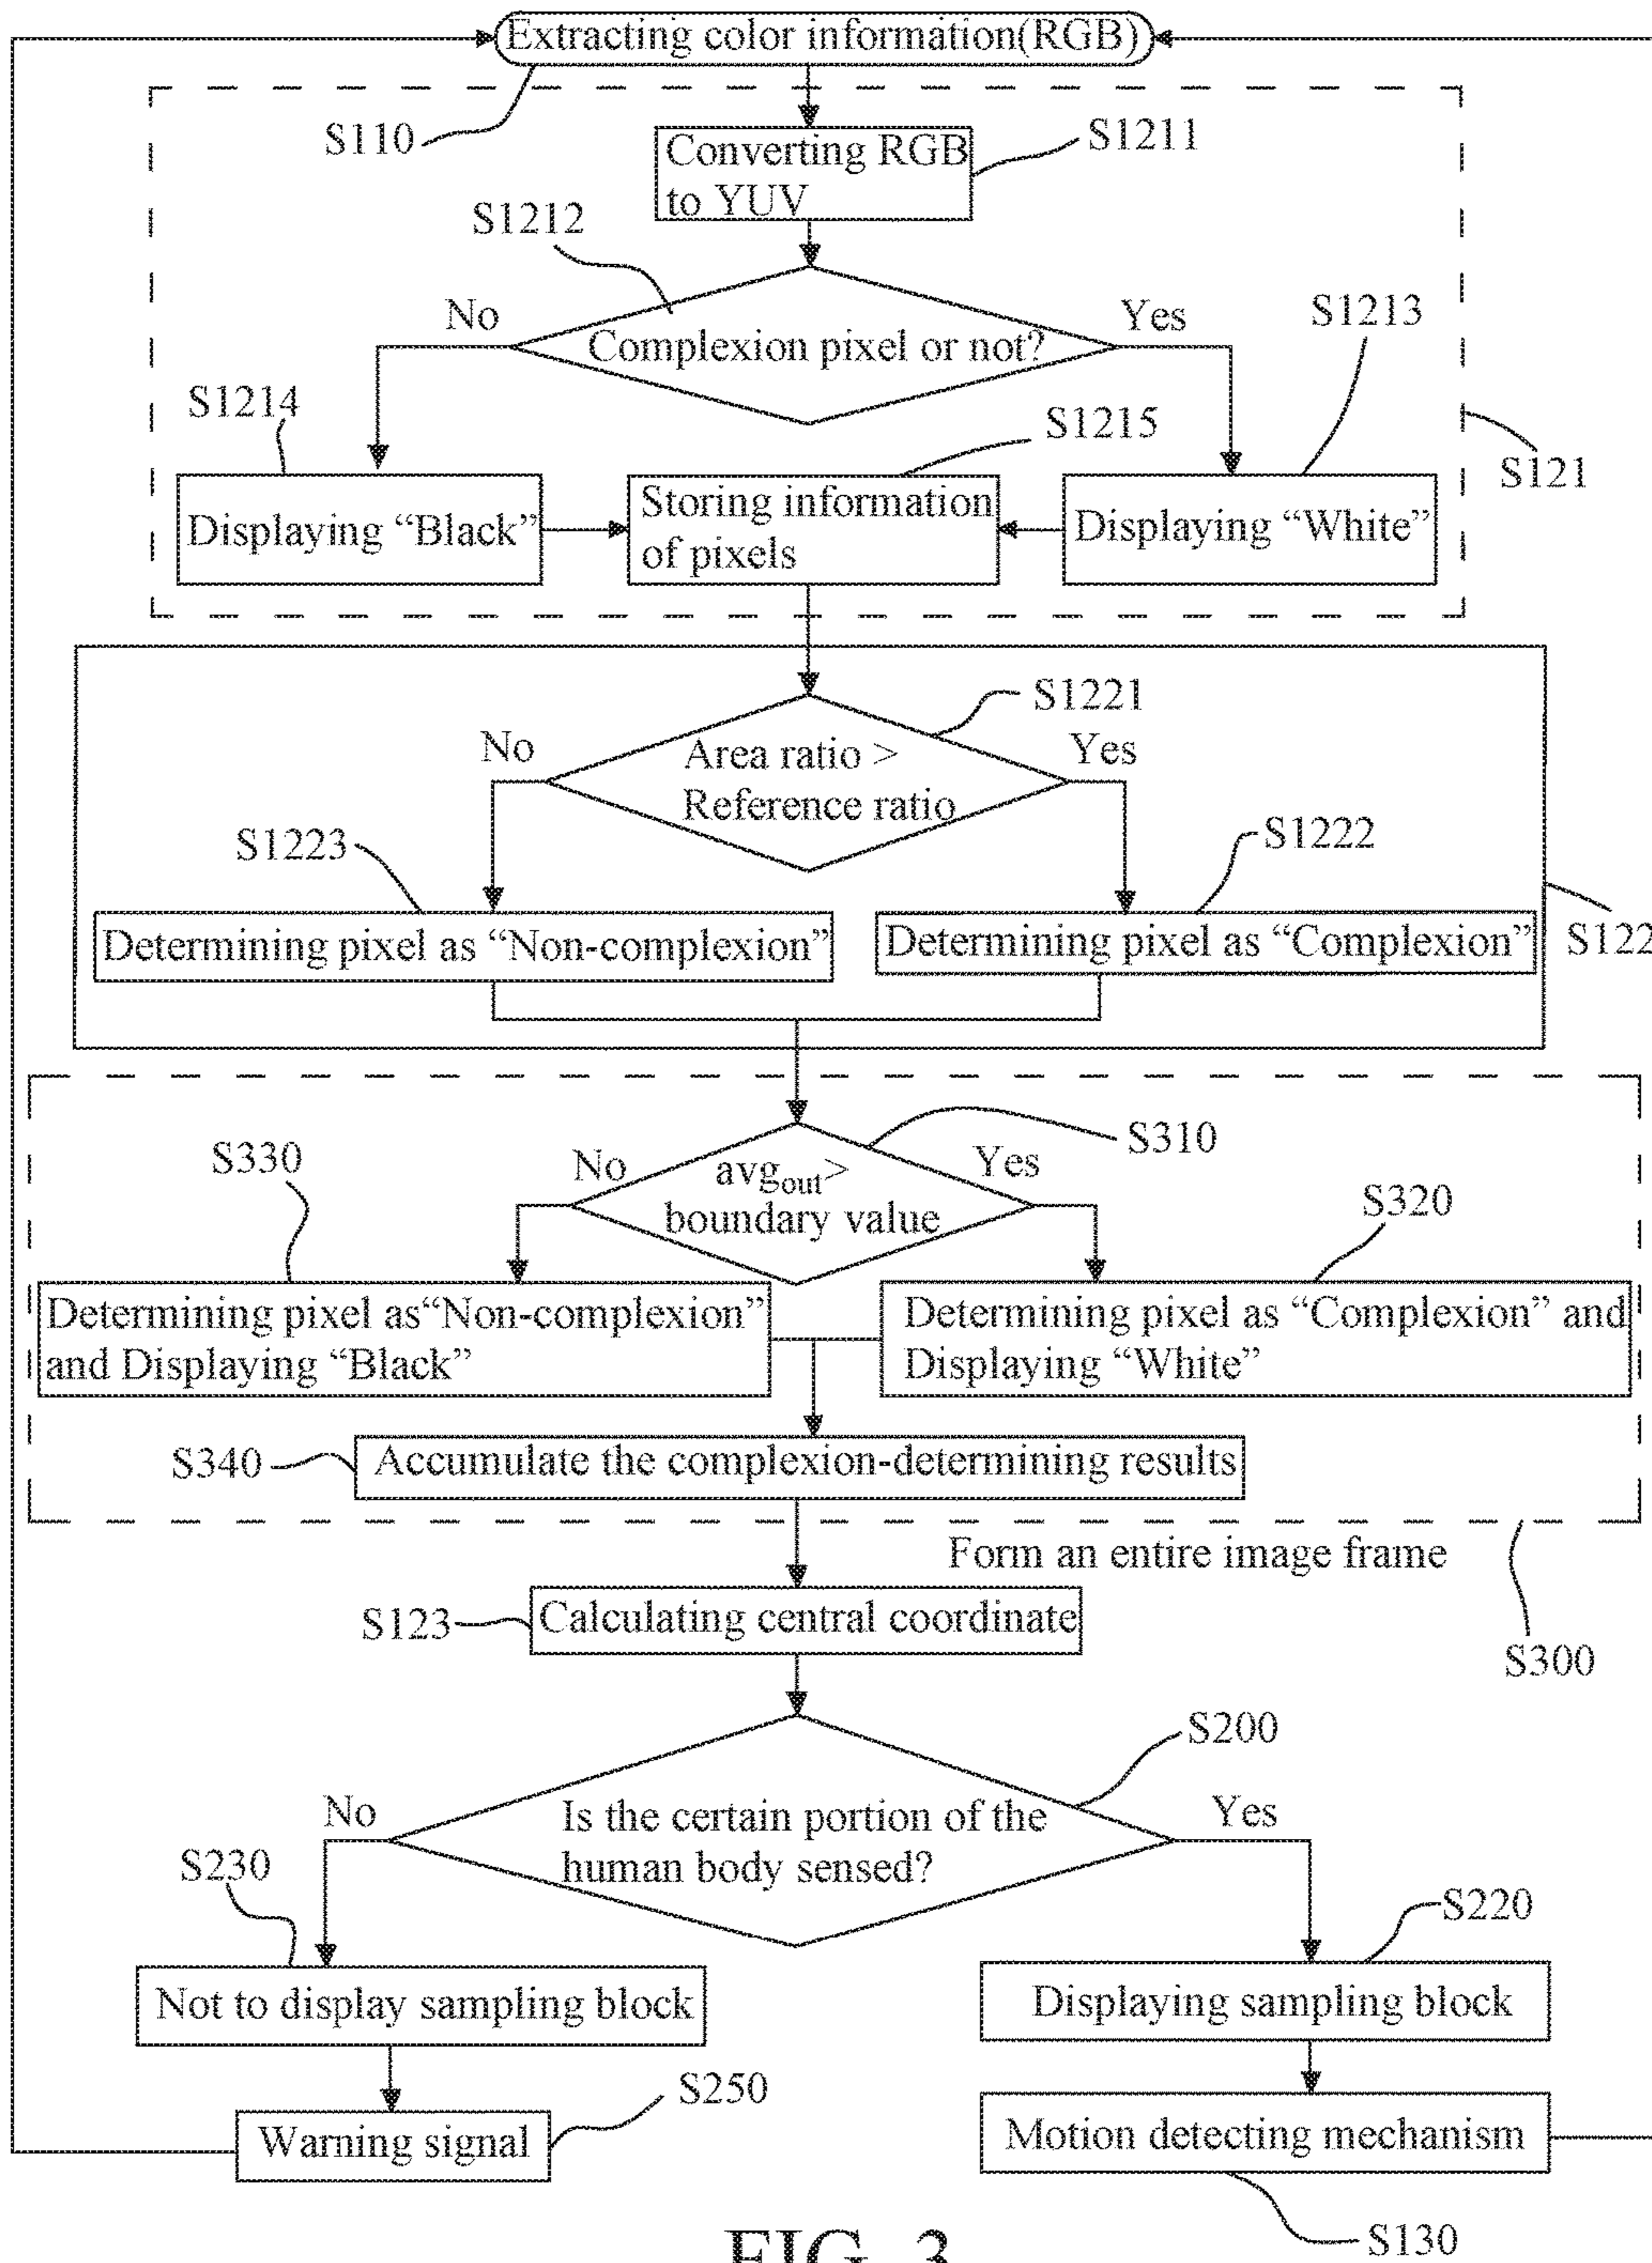 Extracting color information(RGB)
S110
Converting RGB
to YUV
S1211
S1212
No
Yes
Complexion pixel or not?
S1213
S1214
S1215
S121
Displaying “Black”
Storing information
of pixels
Displaying “White”
S1221
No
Yes
Area ratio >
Reference ratio
S1223
S1222
Determining pixel as “Non-complexion”
Determining pixel as “Complexion”
S122
S310
S330
No
Yes
avgout>
boundary value
S320
Determining pixel as“Non-complexion”
and Displaying “Black”
Determining pixel as “Complexion” and
Displaying “White”
S340
Accumulate the complexion-determining results
Form an entire image frame
S123
Calculating central coordinate
S300
S200
No
Yes
Is the certain portion of the
human body sensed?
S230
S220
Not to display sampling block
Displaying sampling block
S250
Warning signal
Motion detecting mechanism
S130
FIG. 3